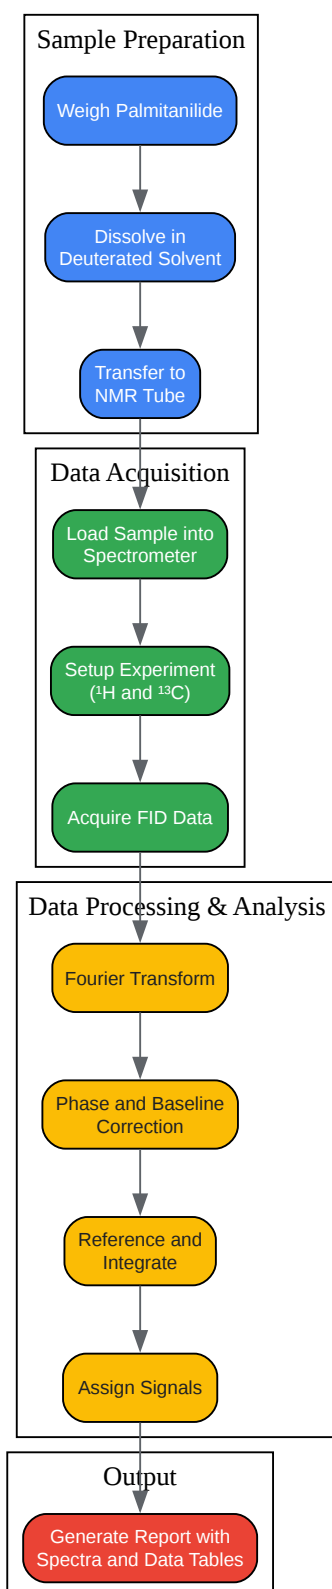 Sample Preparation
Weigh Palmitanilide
Dissolve in
Deuterated Solvent
Transfer to
NMR Tube
Data Acquisition
Load Sample into
Spectrometer
Setup Experiment
(¹H and ¹³C)
Acquire FID Data
Data Processing & Analysis
Fourier Transform
Phase and Baseline
Correction
Reference and
Integrate
Assign Signals
Output
Generate Report with
Spectra and Data Tables